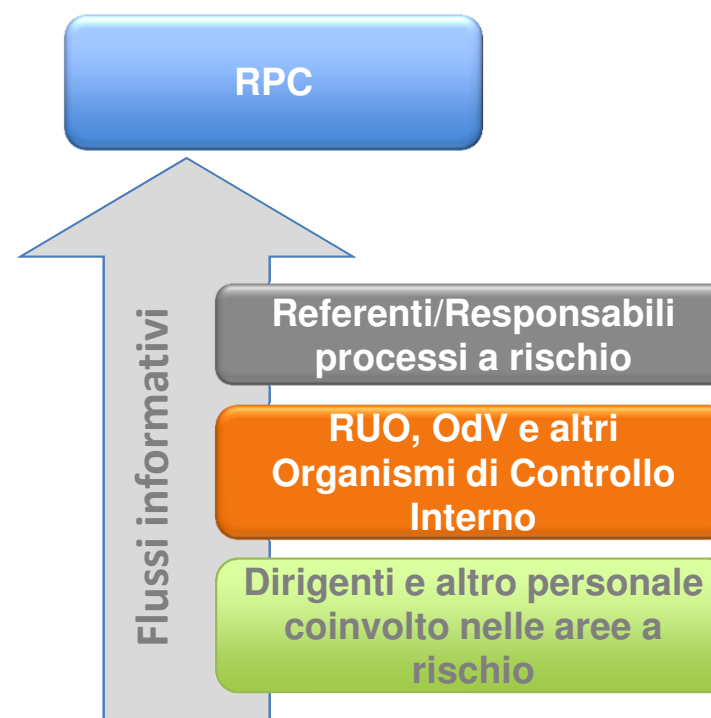 RPC
Flussi informativi
Referenti/Responsabili
processi a rischio
RUO, OdV e altri
Organismi di Controllo
Interno
Dirigenti e altro personale
coinvolto nelle aree a
rischio